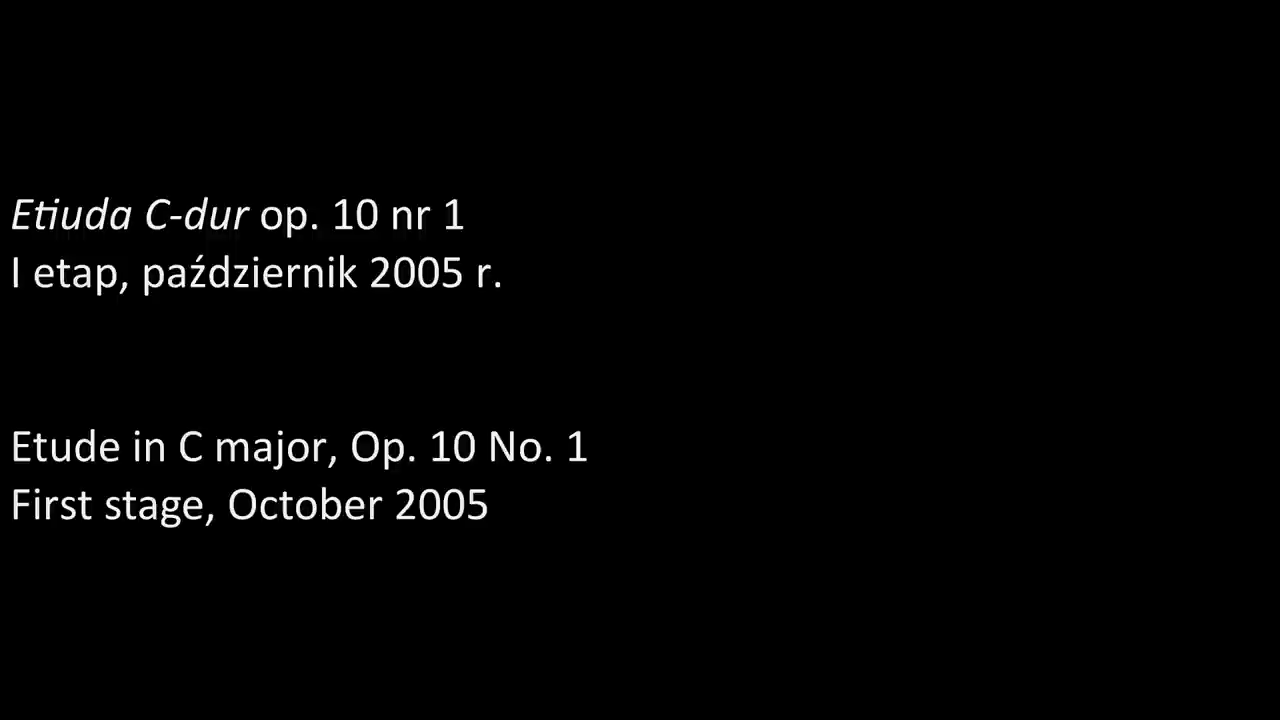 Etiuda C-dur op. 10 nr 1
I etap, październik 2005 r.
Etude in C major, Op. 10 No. 1
First stage, October 2005